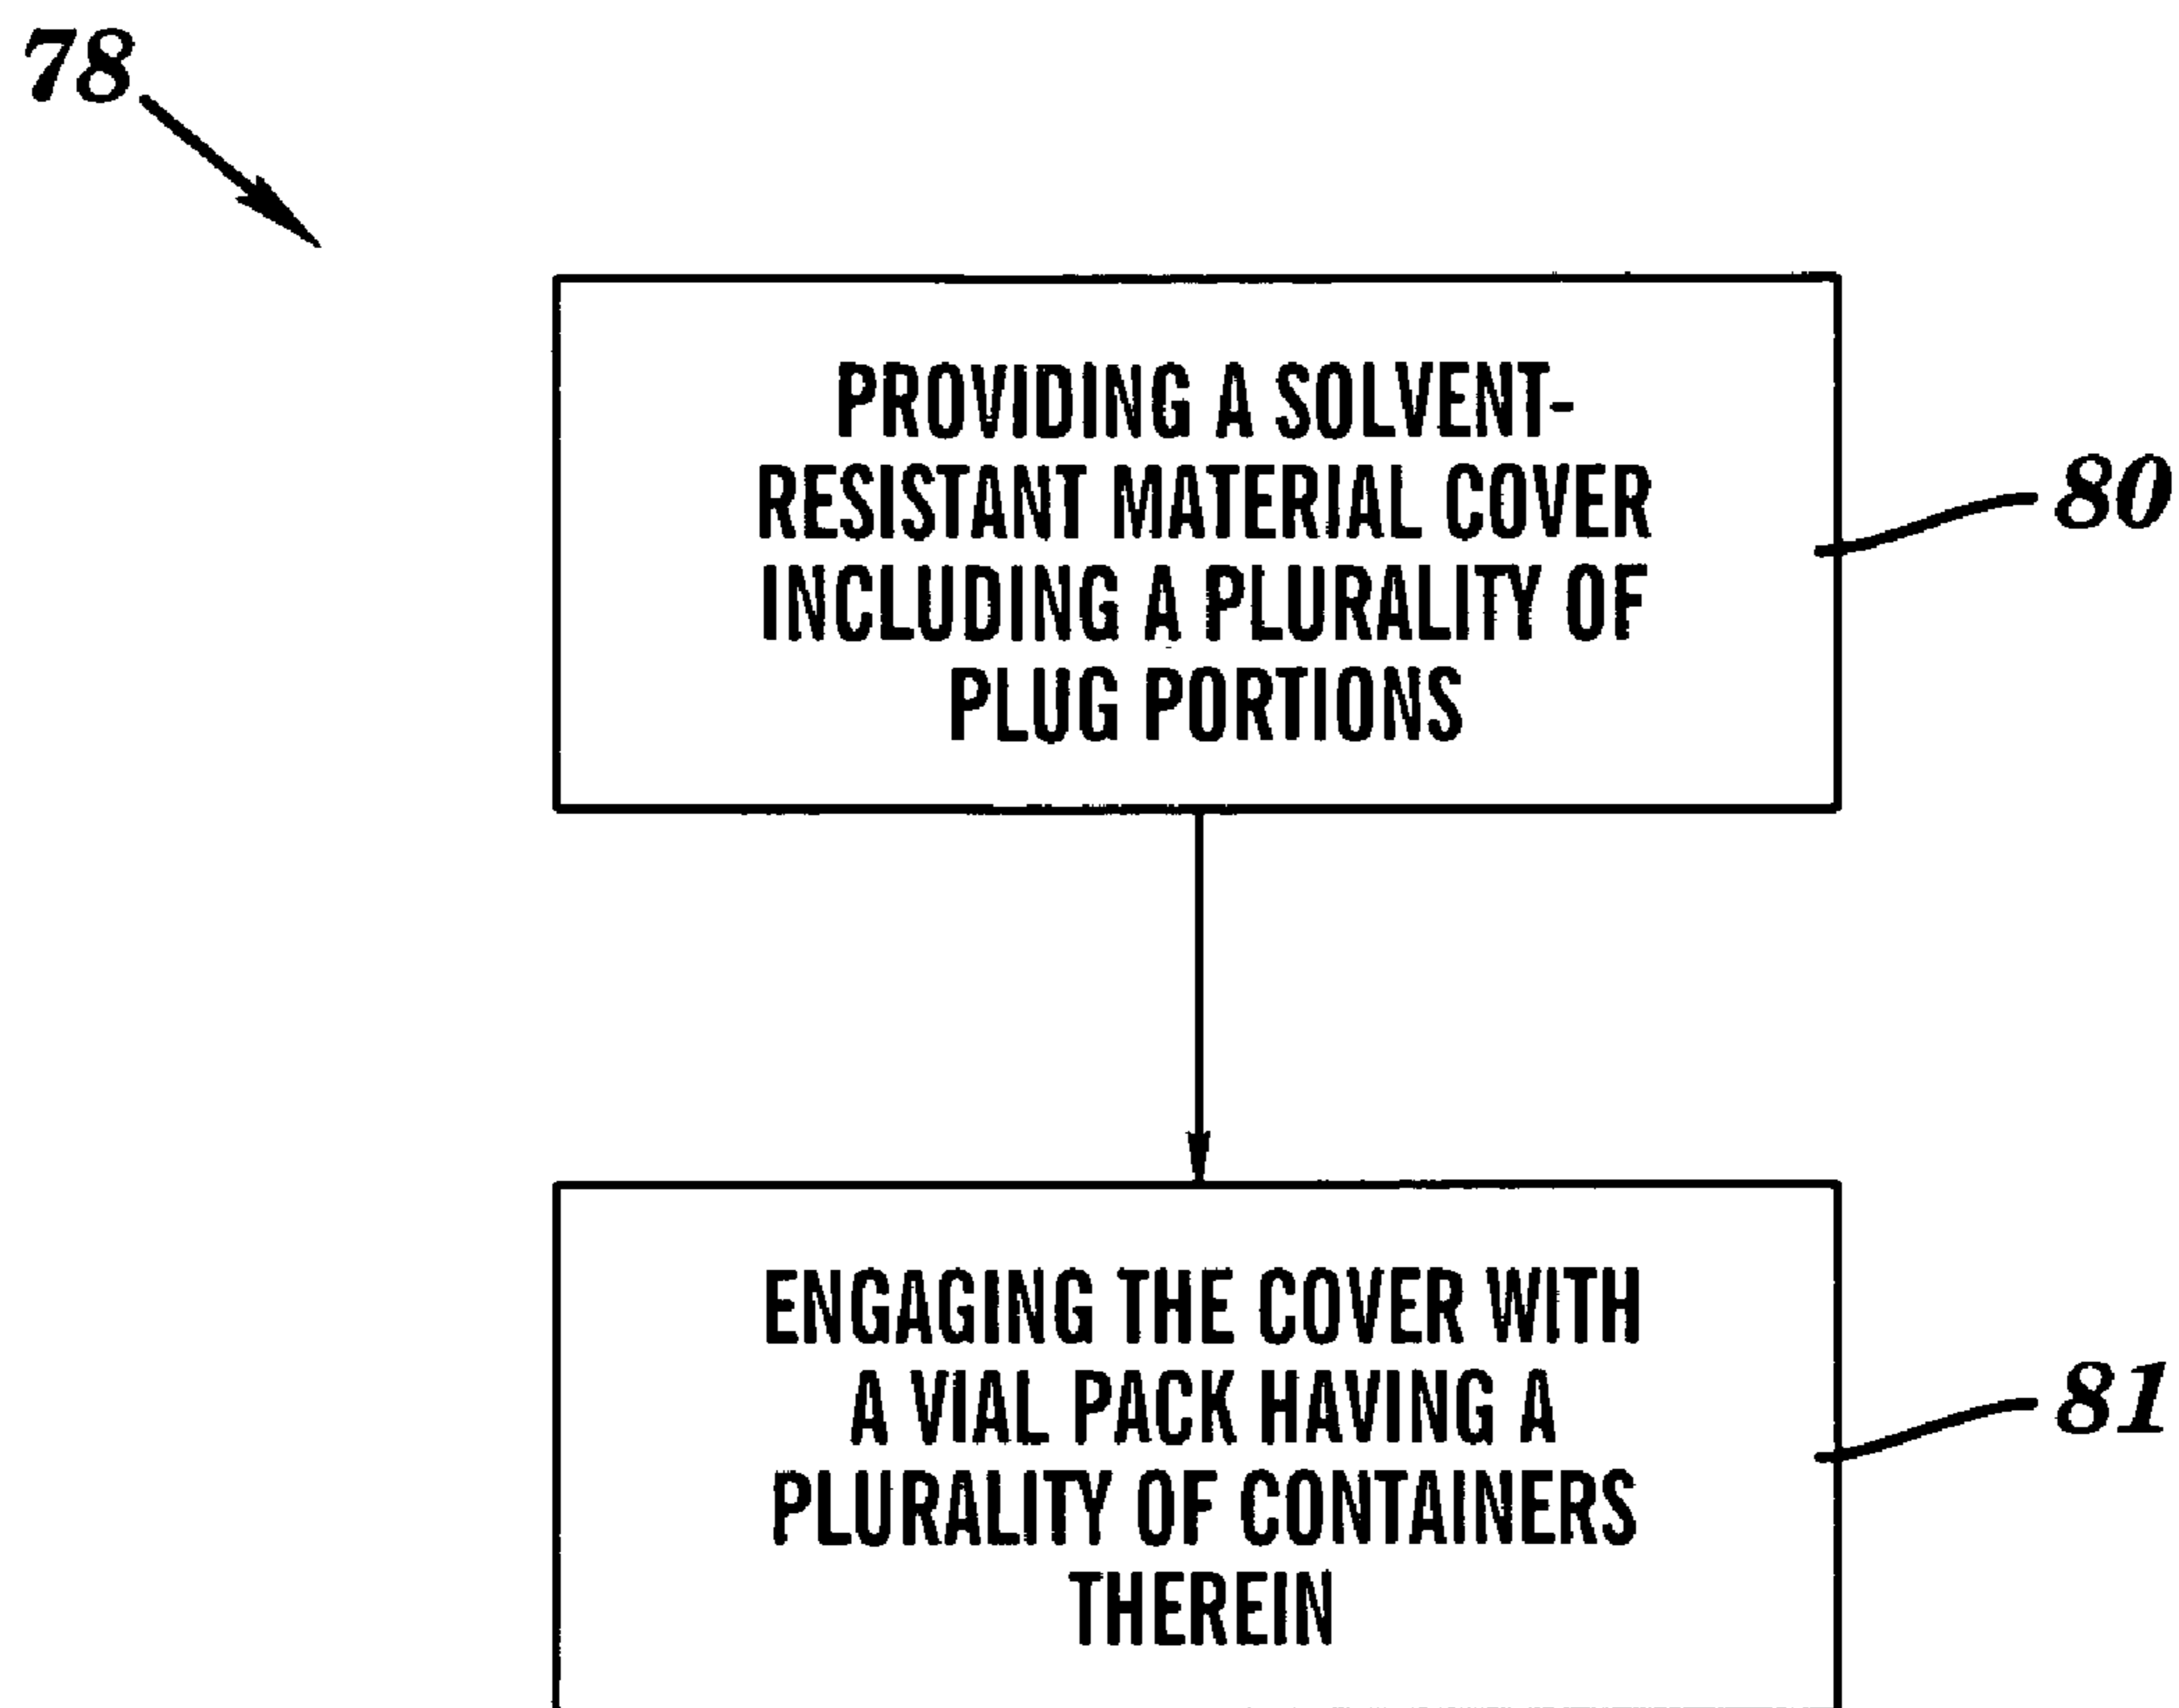 78
PROVIDING A SOLVENT-
RESISTANT MATERIAL COVER
INCLUDING A PLURALITY OF
PLUG PORTIONS
80
ENGAGING THE COVER WITH
A VIAL PACK HAVING A
PLURALITY OF CONTAINERS
THEREIN
81